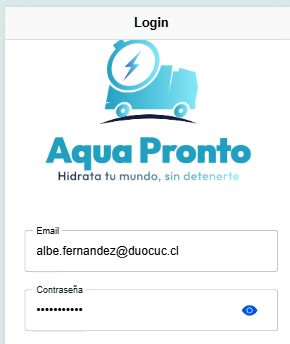 Login
Aqua Pronto
Hidrata tu mundo, sin detenerte
Email
albe.fernandez@duocuc.cl
Contraseña
•••••••••••